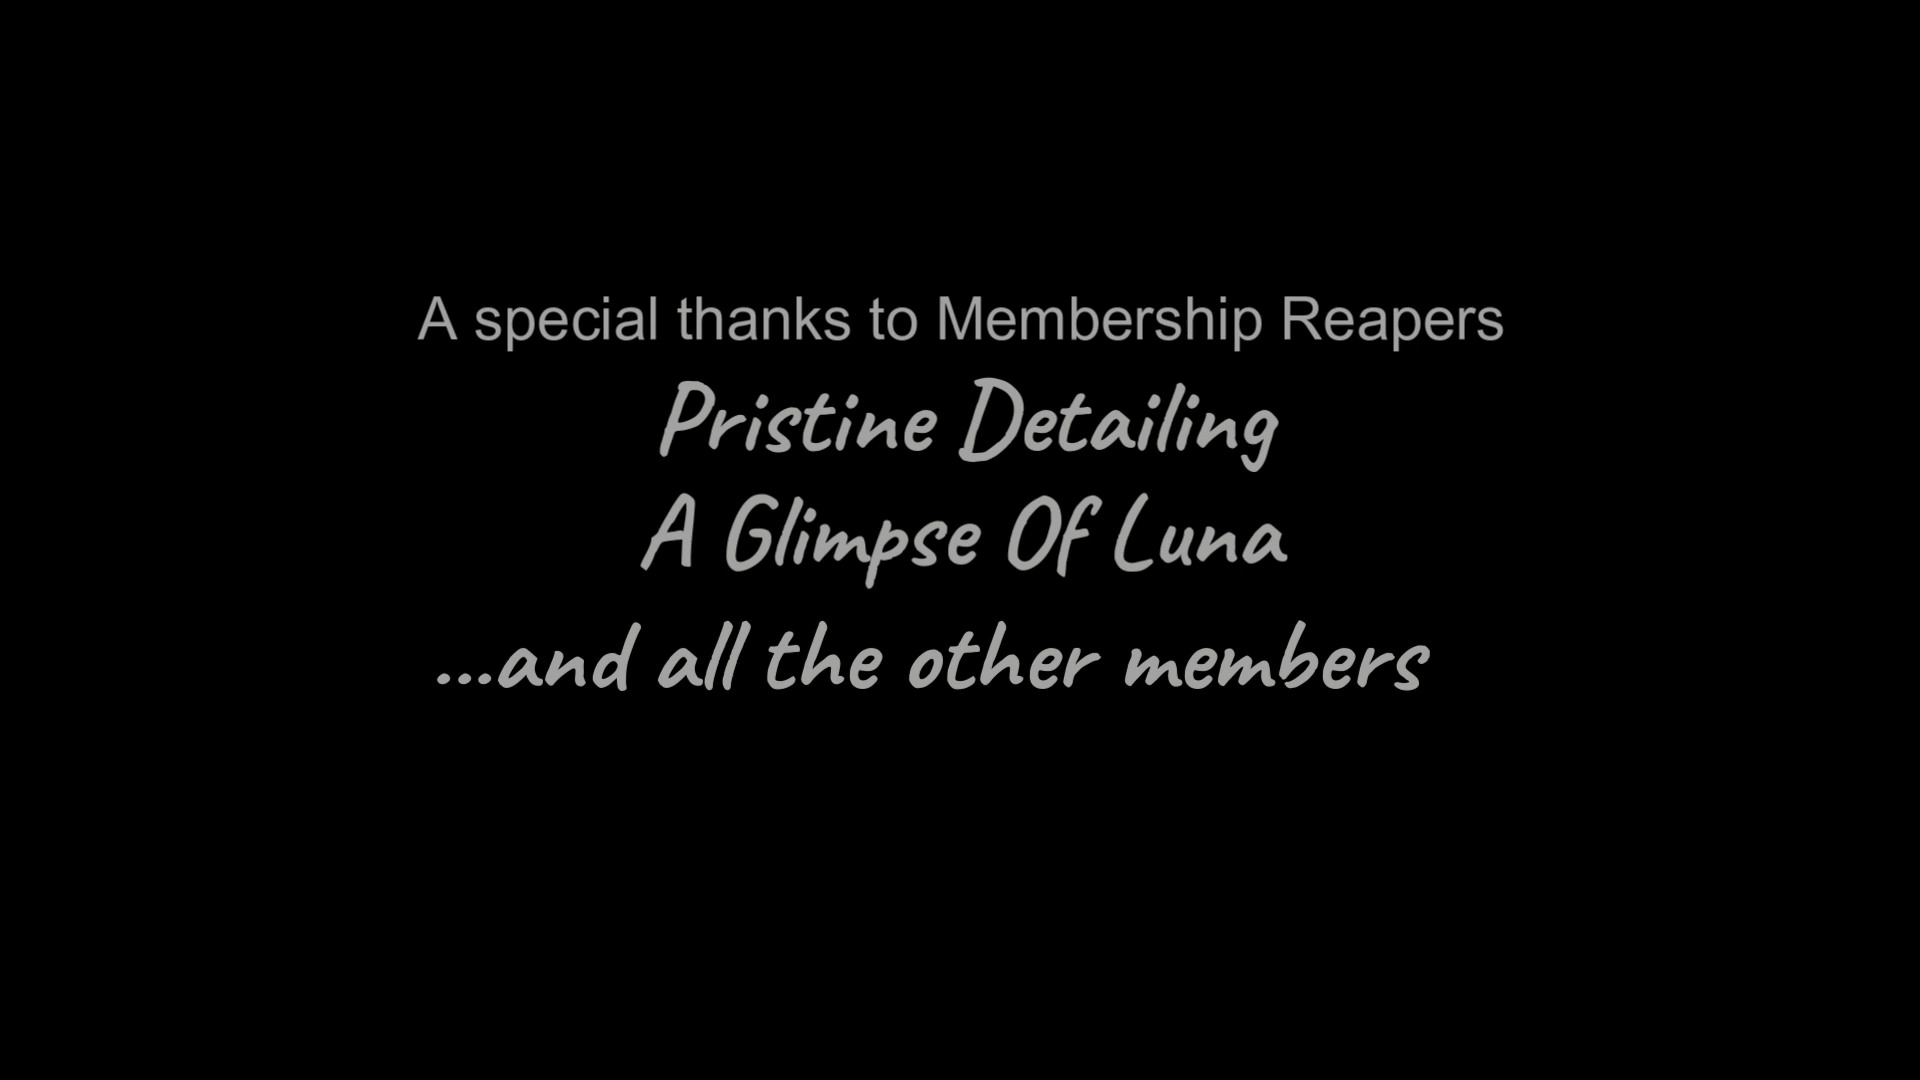 A special thanks to Membership Reapers
Pristine Detailing
A Glimpse Of Luna
...and all the other members